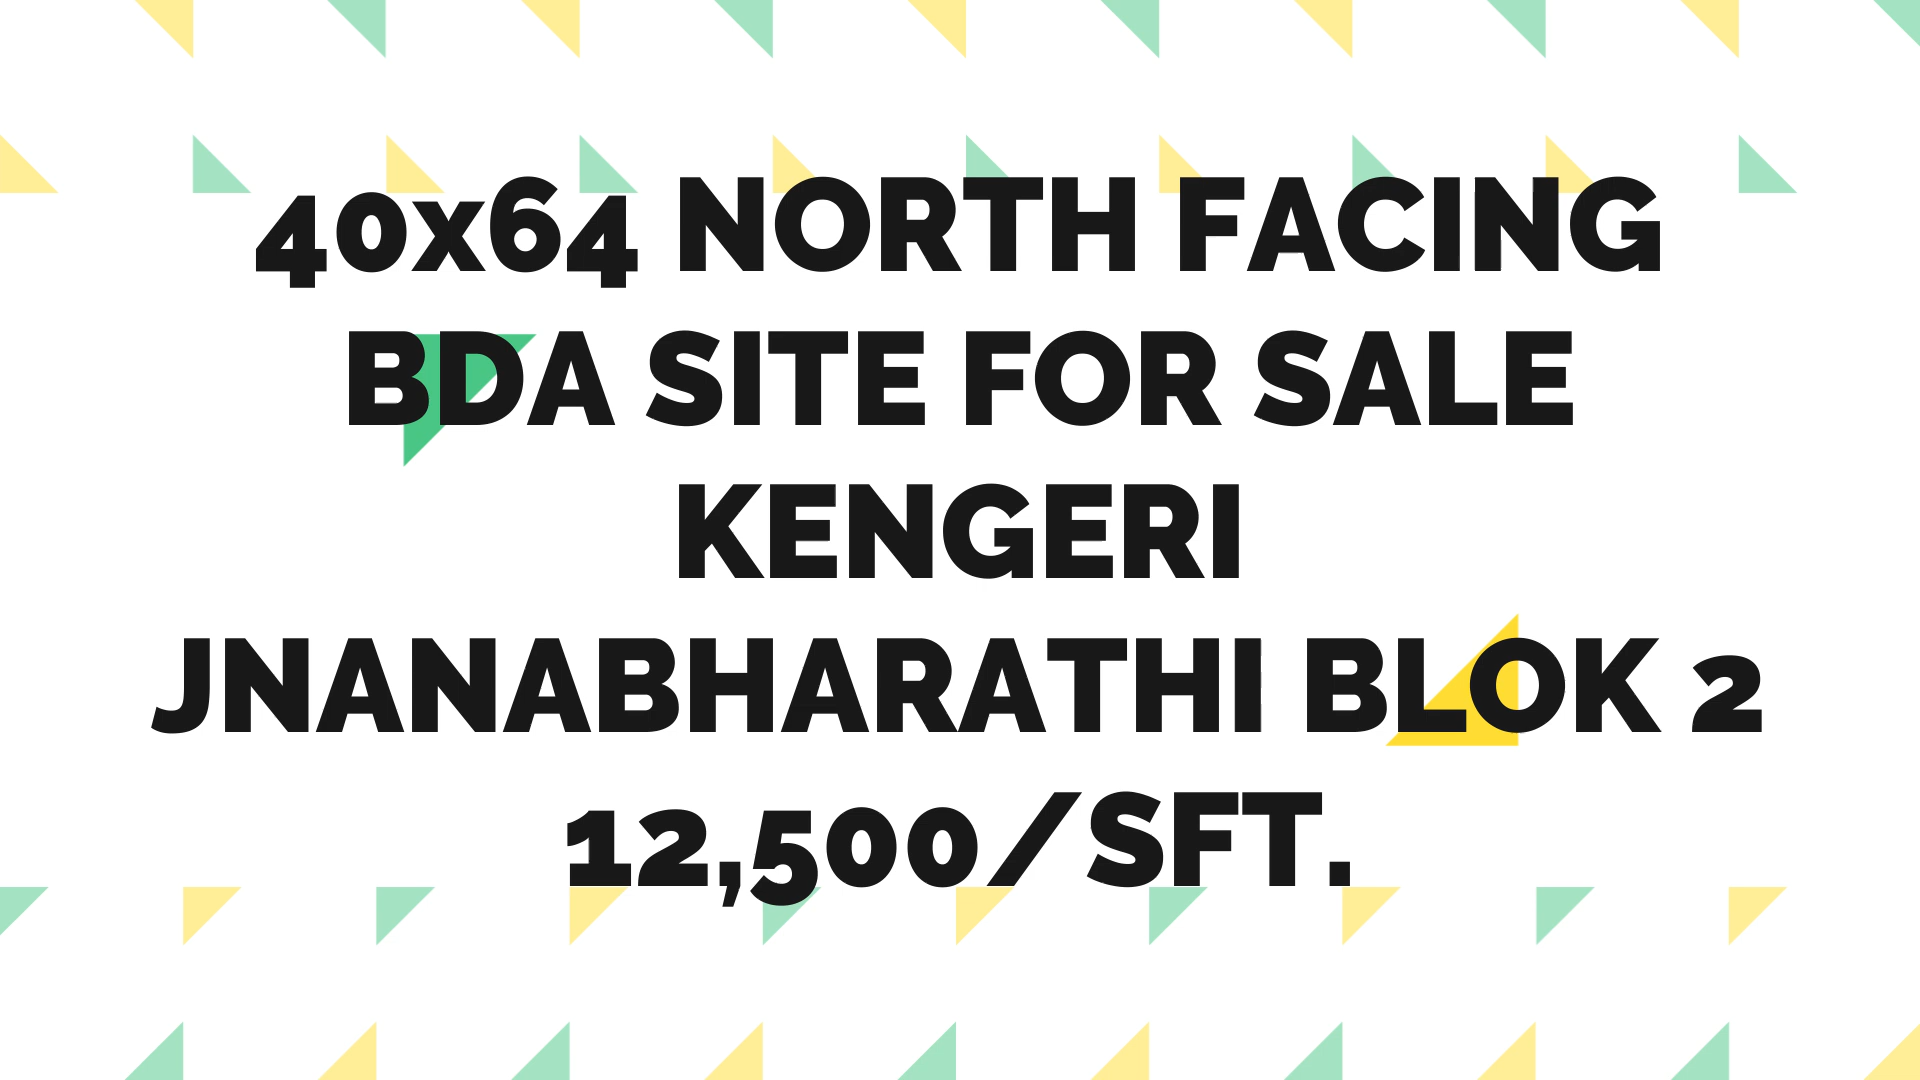 40x64 NORTH FACING
BDA SITE FOR SALE
KENGERI
JNANABHARATHI BLOK 2
12,500/SFT.